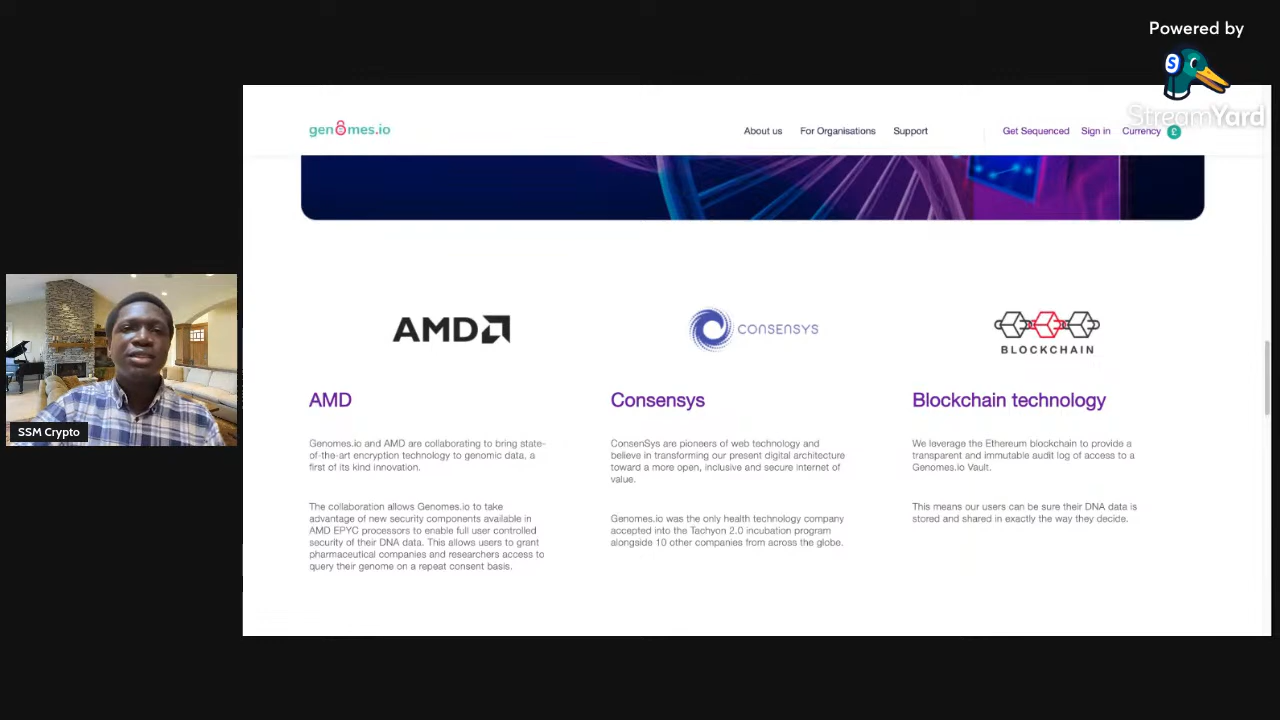 Powered by
S
StreamYard
genomes.io
About us
For Organisations
Support
Get Sequenced
Sign in
Currency
£
AMD
CONSENSYS
BLOCKCHAIN
AMD
Genomes.io and AMD are collaborating to bring state-
of-the-art encryption technology to genomic data, a
first of its kind innovation.
The collaboration allows Genomes.io to take
advantage of new security components available in
AMD EPYC processors to enable full user controlled
security of their DNA data. This allows users to grant
pharmaceutical companies and researchers access to
query their genome on a repeat consent basis.
Consensys
ConsenSys are pioneers of web technology and
believe in transforming our present digital architecture
toward a more open, inclusive and secure internet of
value.
Genomes.io was the only health technology company
accepted into the Tachyon 2.0 incubation program
alongside 10 other companies from across the globe.
Blockchain technology
We leverage the Ethereum blockchain to provide a
transparent and immutable audit log of access to a
Genomes.io Vault.
This means our users can be sure their DNA data is
stored and shared in exactly the way they decide.
SSM Crypto